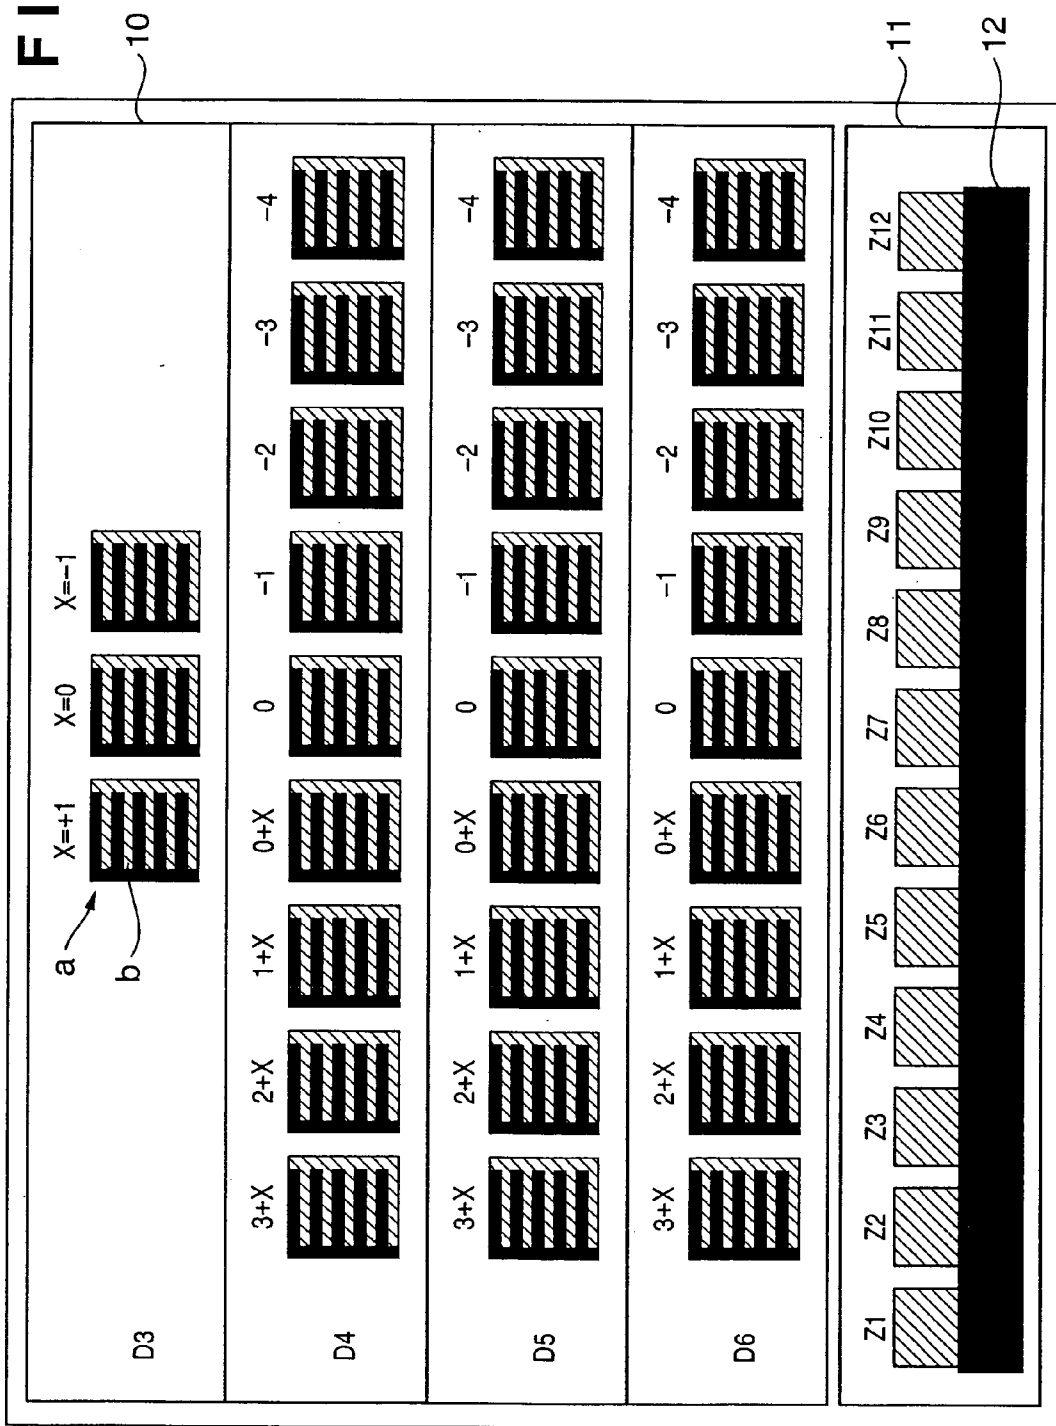 F I
10
X=+1 X=0 X=-1
a
b
D3
3+X 2+X 1+X 0+X 0 -1 -2 -3 -4
D4
3+X 2+X 1+X 0+X 0 -1 -2 -3 -4
D5
3+X 2+X 1+X 0+X 0 -1 -2 -3 -4
D6
11
Z1 Z2 Z3 Z4 Z5 Z6 Z7 Z8 Z9 Z10 Z11 Z12
12